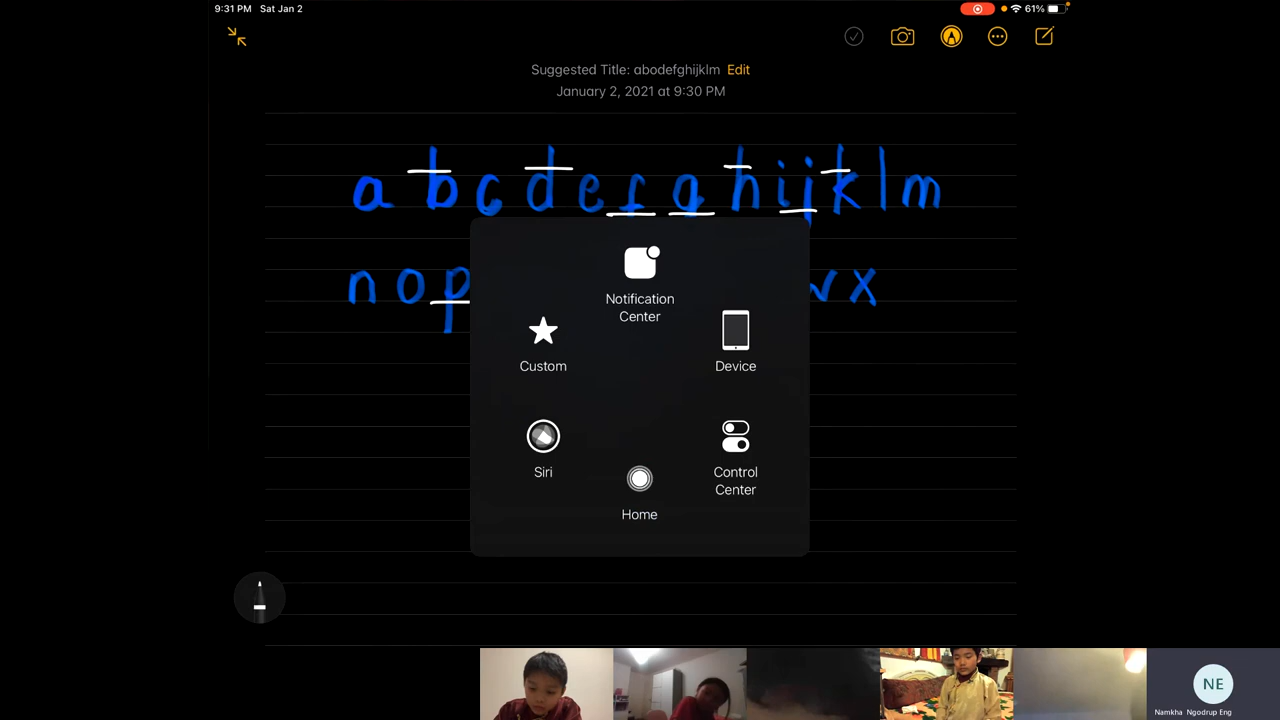 9:31 PM Sat Jan 2 61%
Suggested Title: abodefghijklm Edit
January 2, 2021 at 9:30 PM
a b c d e f g h i j k l m
n o p x
Notification
Center
Custom
Device
Siri
Control
Center
Home
NE
Namkha Ngodrup Eng